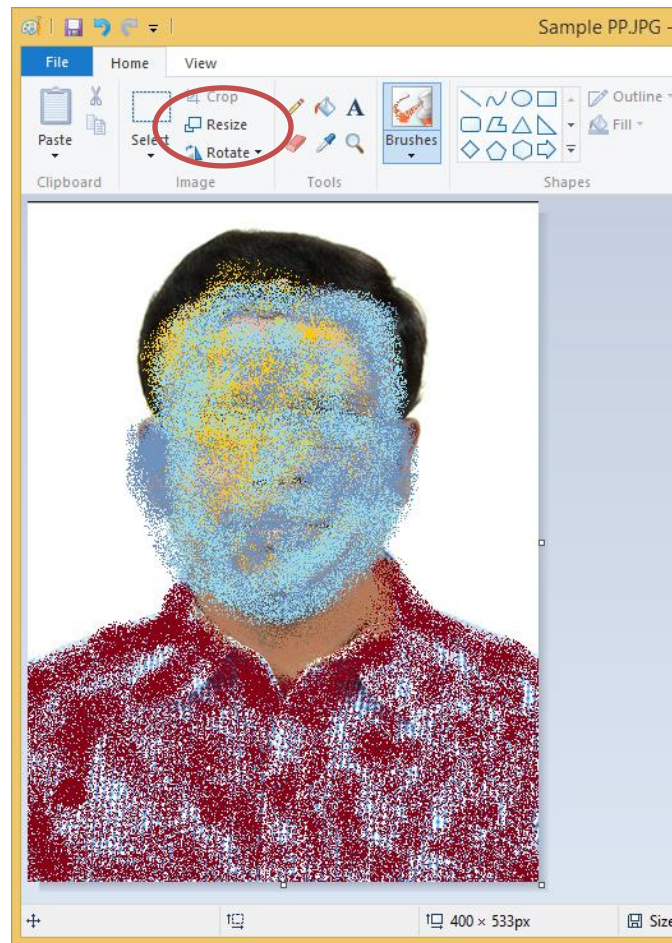 Sample PP.JPG -
File Home View
Paste
Select
Crop
Resize
Rotate
A
Brushes
Outline
Fill
Clipboard Image Tools Shapes
400 × 533px
Size